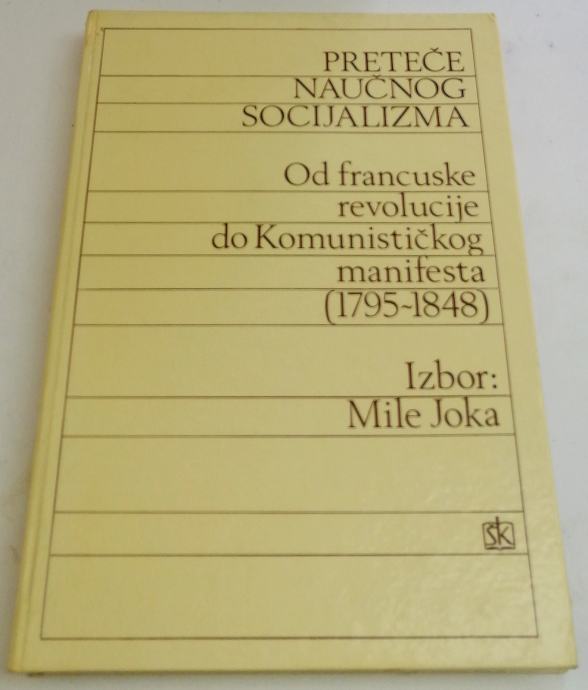 PRETEČE
NAUČNOG
SOCIJALIZMA
Od francuske
revolucije
do Komunističkog
manifesta
(1795-1848)
Izbor:
Mile Joka
ŠK